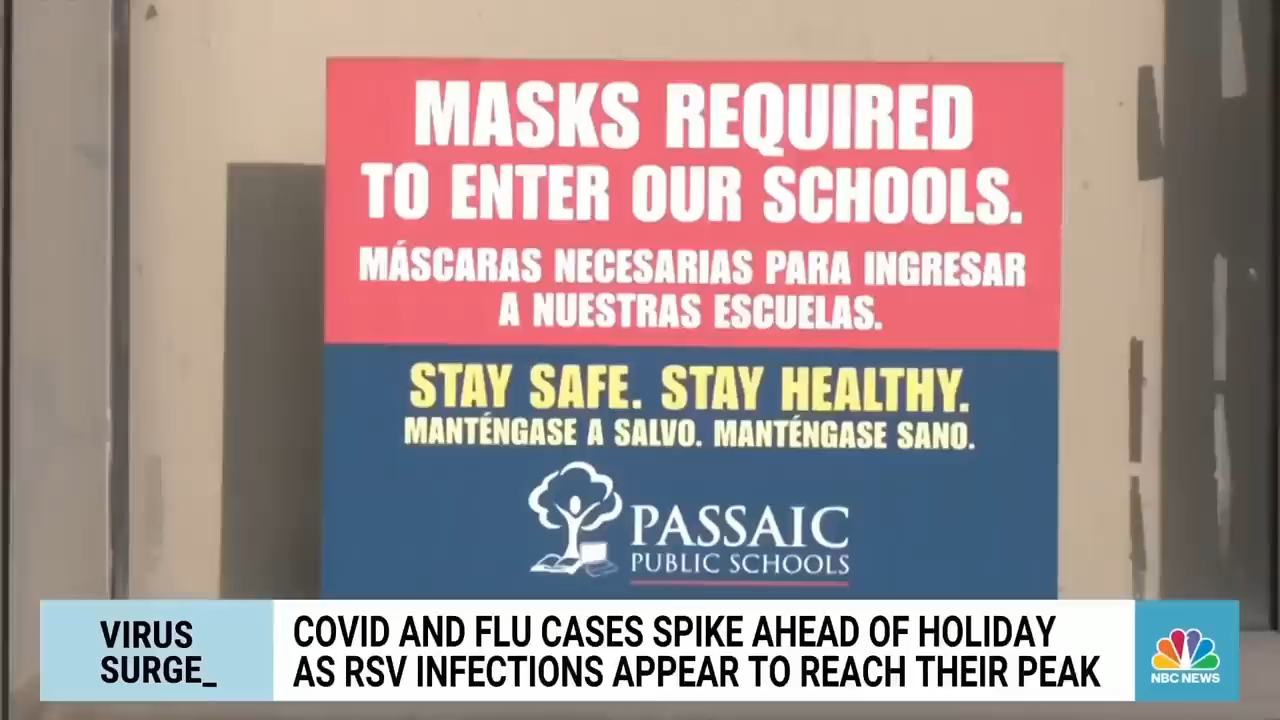 MASKS REQUIRED
TO ENTER OUR SCHOOLS.
MÁSCARAS NECESARIAS PARA INGRESAR
A NUESTRAS ESCUELAS.
STAY SAFE. STAY HEALTHY.
MANTÉNGASE A SALVO. MANTÉNGASE SANO.
PASSAIC
PUBLIC SCHOOLS
VIRUS
SURGE_
COVID AND FLU CASES SPIKE AHEAD OF HOLIDAY
AS RSV INFECTIONS APPEAR TO REACH THEIR PEAK
NBC NEWS